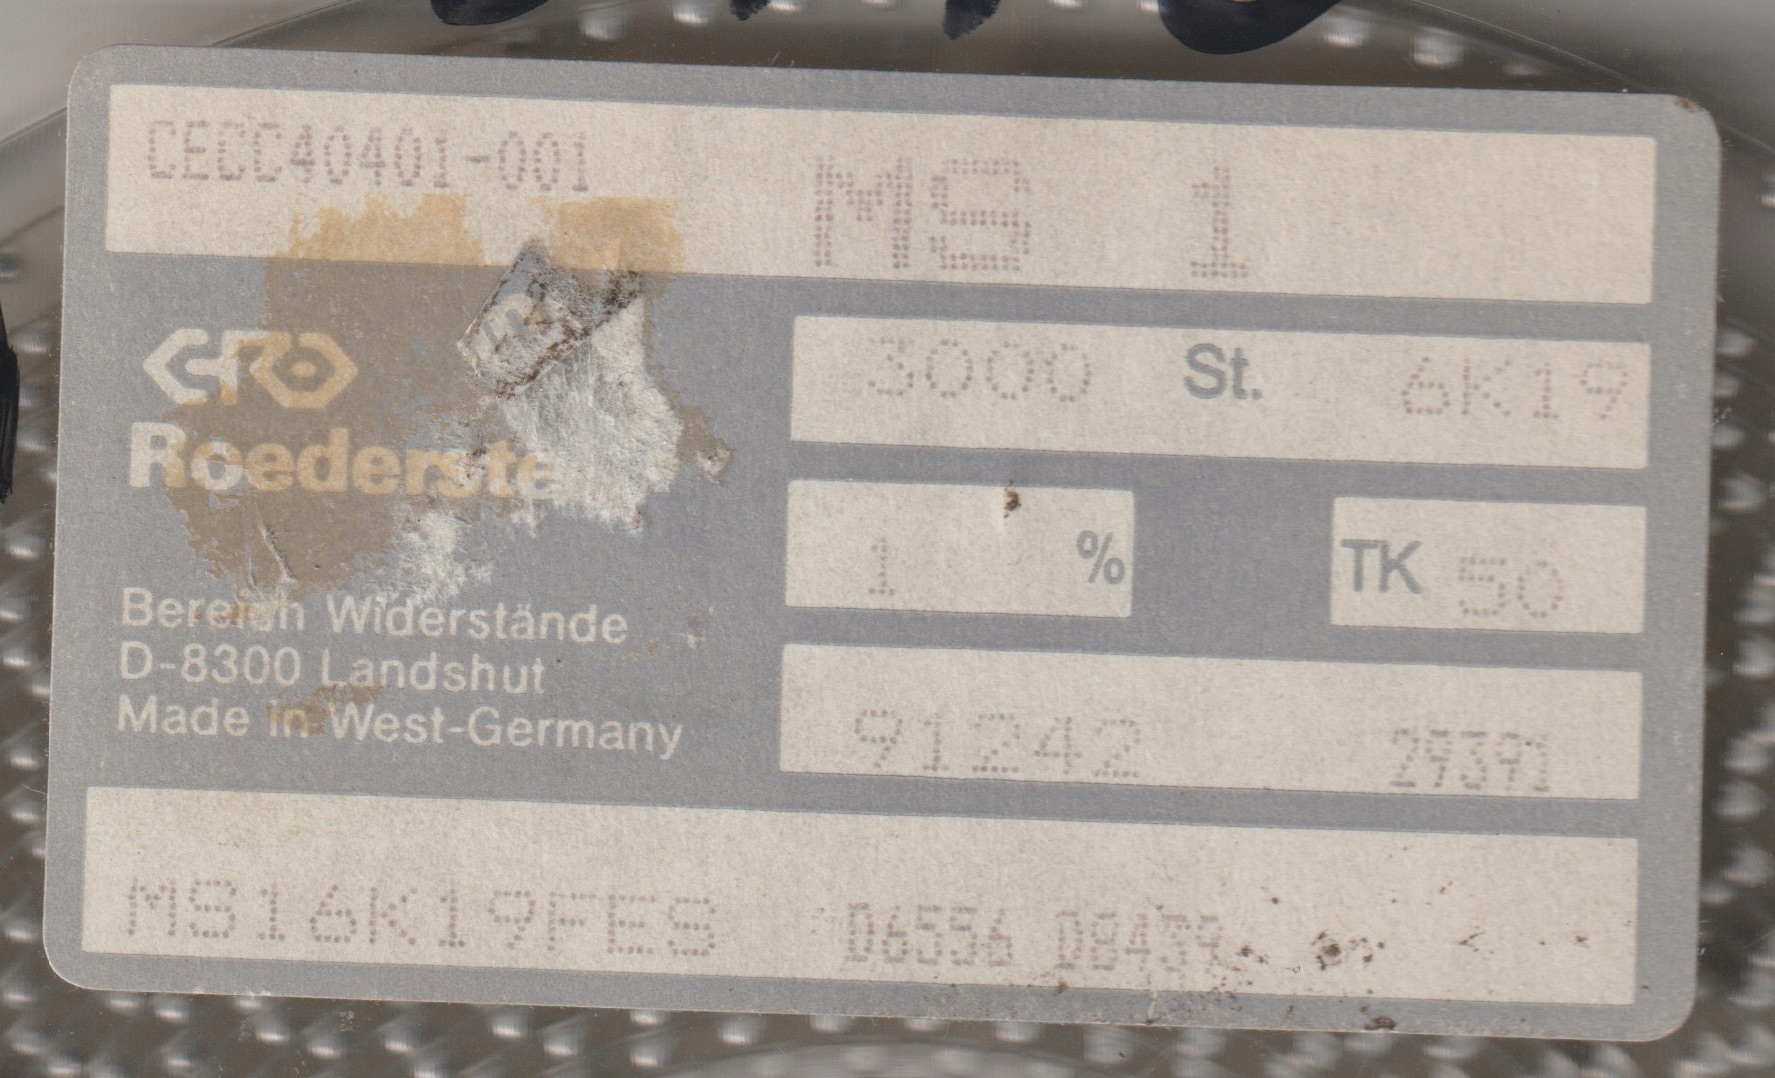 CECC40401-001
MS 1
3000 St. 6K19
Roederste
1 %
TK 50
Bereich Widerstände
D-8300 Landshut
Made in West-Germany
91242 29391
MS16K19FES D6556